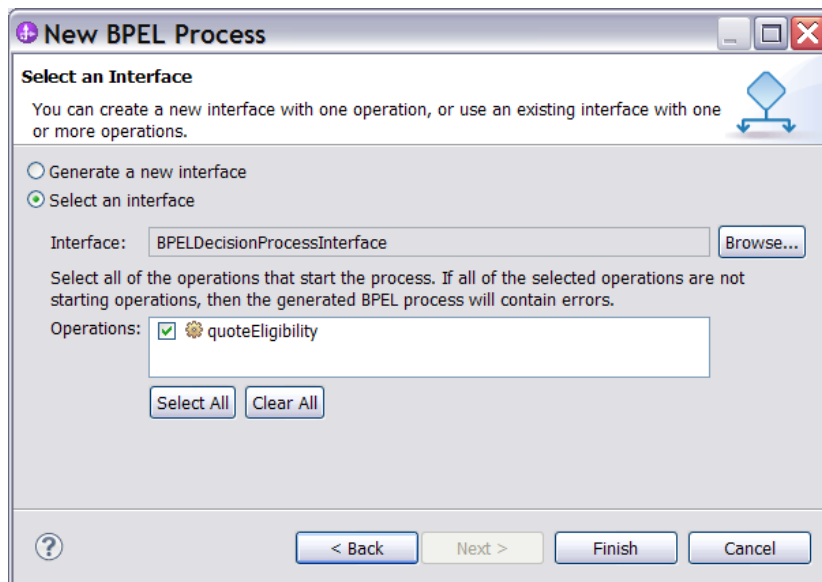 New BPEL Process
Select an Interface
You can create a new interface with one operation, or use an existing interface with one
or more operations.
Generate a new interface
Select an interface
Interface: BPELDecisionProcessInterface Browse...
Select all of the operations that start the process. If all of the selected operations are not
starting operations, then the generated BPEL process will contain errors.
Operations: quoteEligibility
Select All Clear All
? < Back Next > Finish Cancel